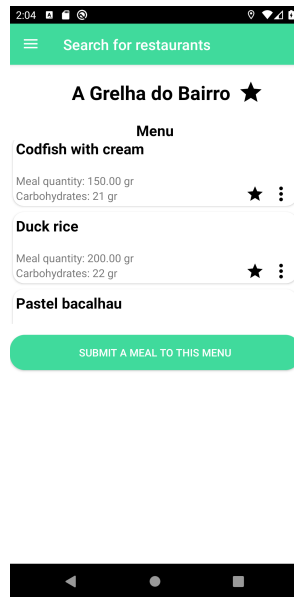 2:04
Search for restaurants
A Grelha do Bairro
Menu
Codfish with cream
Meal quantity: 150.00 gr
Carbohydrates: 21 gr
Duck rice
Meal quantity: 200.00 gr
Carbohydrates: 22 gr
Pastel bacalhau
SUBMIT A MEAL TO THIS MENU